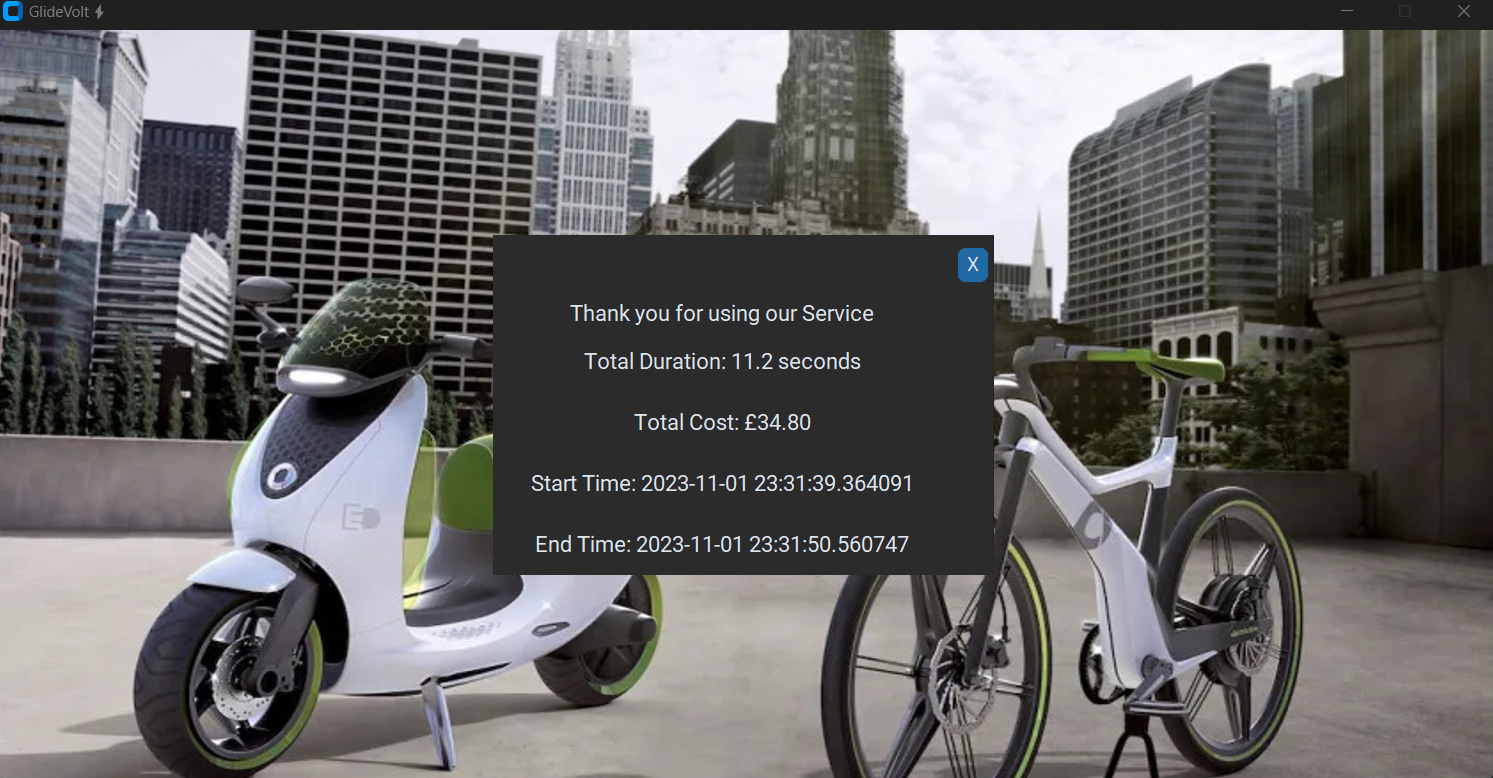 GlideVolt
X
Thank you for using our Service
Total Duration: 11.2 seconds
Total Cost: £34.80
Start Time: 2023-11-01 23:31:39.364091
End Time: 2023-11-01 23:31:50.560747
ED